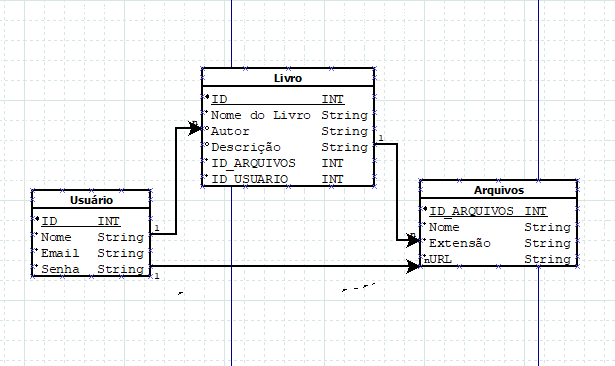 Livro
ID INT
Nome do Livro String
Autor String
Descrição String
ID_ARQUIVOS INT
ID_USUARIO INT
n
1
Usuário
ID INT
Nome String
Email String
Senha String
1
1
Arquivos
ID_ARQUIVOS INT
Nome String
Extensão String
URL String
n
n